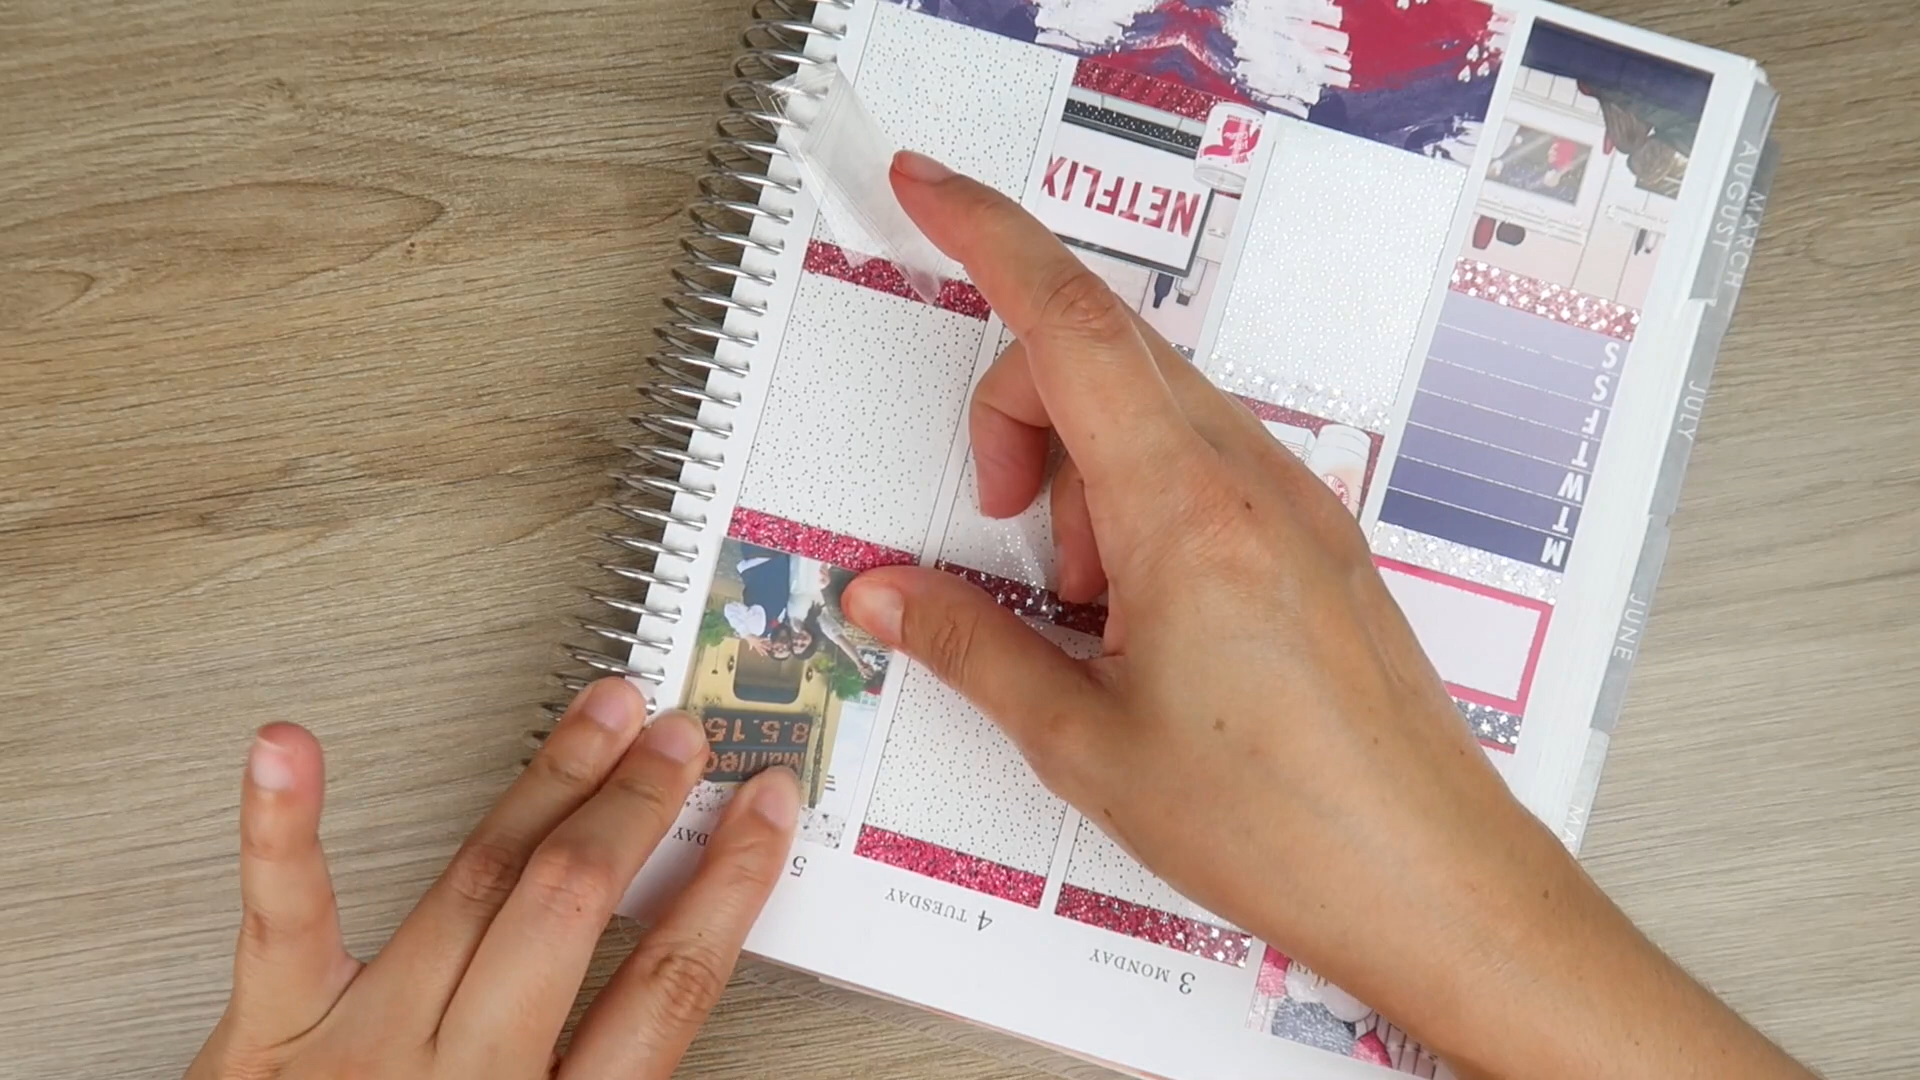 NETFLIX
M
T
W
T
F
S
S
MARCH
AUGUST
JULY
JUNE
3 MONDAY
4 TUESDAY
5
Married
8.5.15